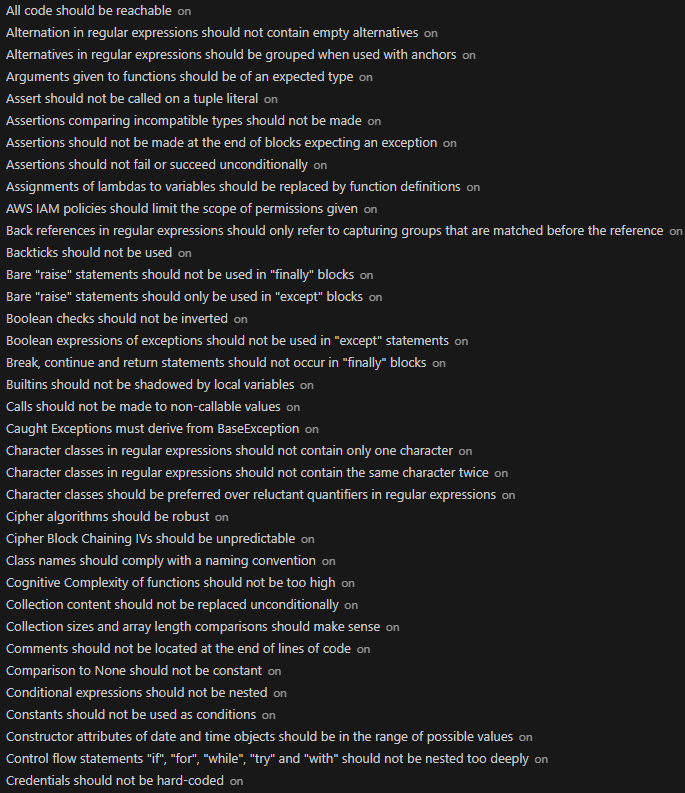 All code should be reachable on
Alternation in regular expressions should not contain empty alternatives on
Alternatives in regular expressions should be grouped when used with anchors on
Arguments given to functions should be of an expected type on
Assert should not be called on a tuple literal on
Assertions comparing incompatible types should not be made on
Assertions should not be made at the end of blocks expecting an exception on
Assertions should not fail or succeed unconditionally on
Assignments of lambdas to variables should be replaced by function definitions on
AWS IAM policies should limit the scope of permissions given on
Back references in regular expressions should only refer to capturing groups that are matched before the reference on
Backticks should not be used on
Bare "raise" statements should not be used in "finally" blocks on
Bare "raise" statements should only be used in "except" blocks on
Boolean checks should not be inverted on
Boolean expressions of exceptions should not be used in "except" statements on
Break, continue and return statements should not occur in "finally" blocks on
Builtins should not be shadowed by local variables on
Calls should not be made to non-callable values on
Caught Exceptions must derive from BaseException on
Character classes in regular expressions should not contain only one character on
Character classes in regular expressions should not contain the same character twice on
Character classes should be preferred over reluctant quantifiers in regular expressions on
Cipher algorithms should be robust on
Cipher Block Chaining IVs should be unpredictable on
Class names should comply with a naming convention on
Cognitive Complexity of functions should not be too high on
Collection content should not be replaced unconditionally on
Collection sizes and array length comparisons should make sense on
Comments should not be located at the end of lines of code on
Comparison to None should not be constant on
Conditional expressions should not be nested on
Constants should not be used as conditions on
Constructor attributes of date and time objects should be in the range of possible values on
Control flow statements "if", "for", "while", "try" and "with" should not be nested too deeply on
Credentials should not be hard-coded on